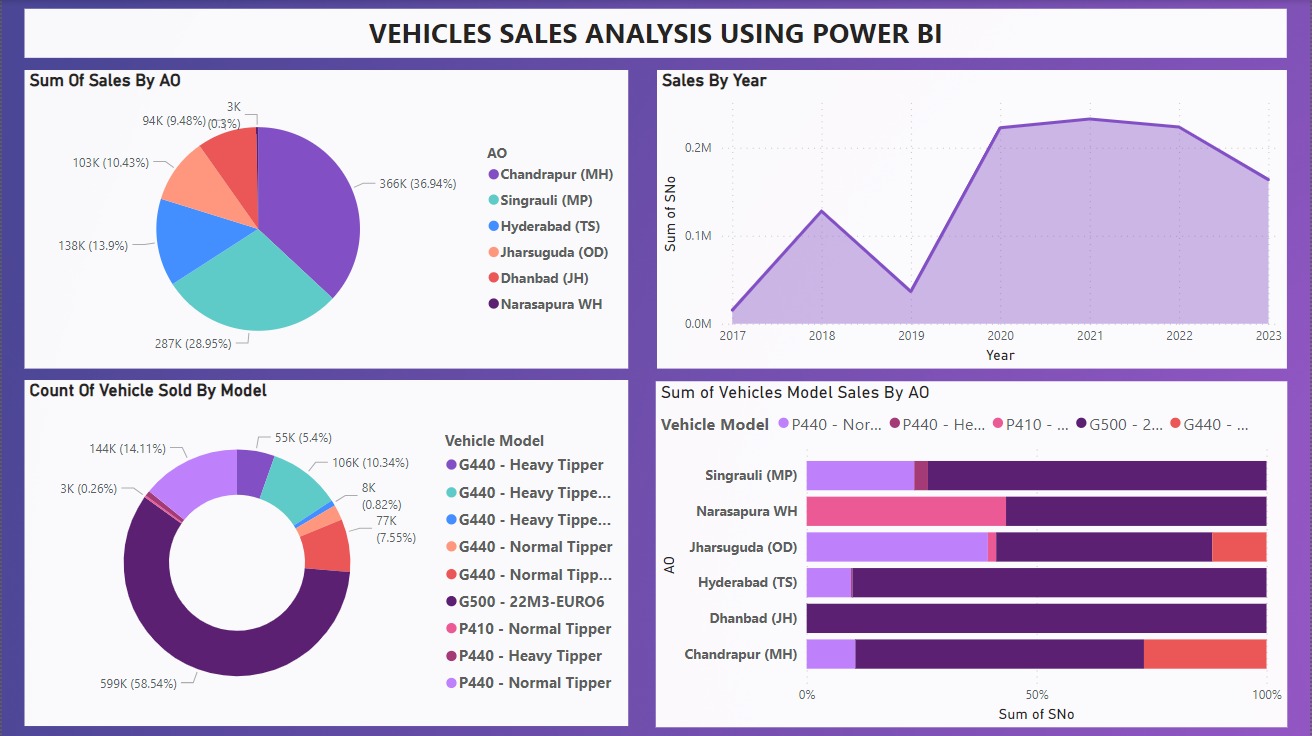 VEHICLES SALES ANALYSIS USING POWER BI
Sum Of Sales By AO
3K
(0.3%)
94K (9.48%)
103K (10.43%)
138K (13.9%)
287K (28.95%)
366K (36.94%)
AO
Chandrapur (MH)
Singrauli (MP)
Hyderabad (TS)
Jharsuguda (OD)
Dhanbad (JH)
Narasapura WH
Sales By Year
Sum of SNo
0.2M
0.1M
0.0M
2017 2018 2019 2020 2021 2022 2023
Year
Count Of Vehicle Sold By Model
55K (5.4%)
106K (10.34%)
8K
(0.82%)
77K
(7.55%)
599K (58.54%)
3K (0.26%)
144K (14.11%)
Vehicle Model
G440 - Heavy Tipper
G440 - Heavy Tippe...
G440 - Heavy Tippe...
G440 - Normal Tipper
G440 - Normal Tipp...
G500 - 22M3-EURO6
P410 - Normal Tipper
P440 - Heavy Tipper
P440 - Normal Tipper
Sum of Vehicles Model Sales By AO
Vehicle Model P440 - Nor... P440 - He... P410 - ... G500 - 2... G440 - ...
AO
Singrauli (MP)
Narasapura WH
Jharsuguda (OD)
Hyderabad (TS)
Dhanbad (JH)
Chandrapur (MH)
0% 50% 100%
Sum of SNo